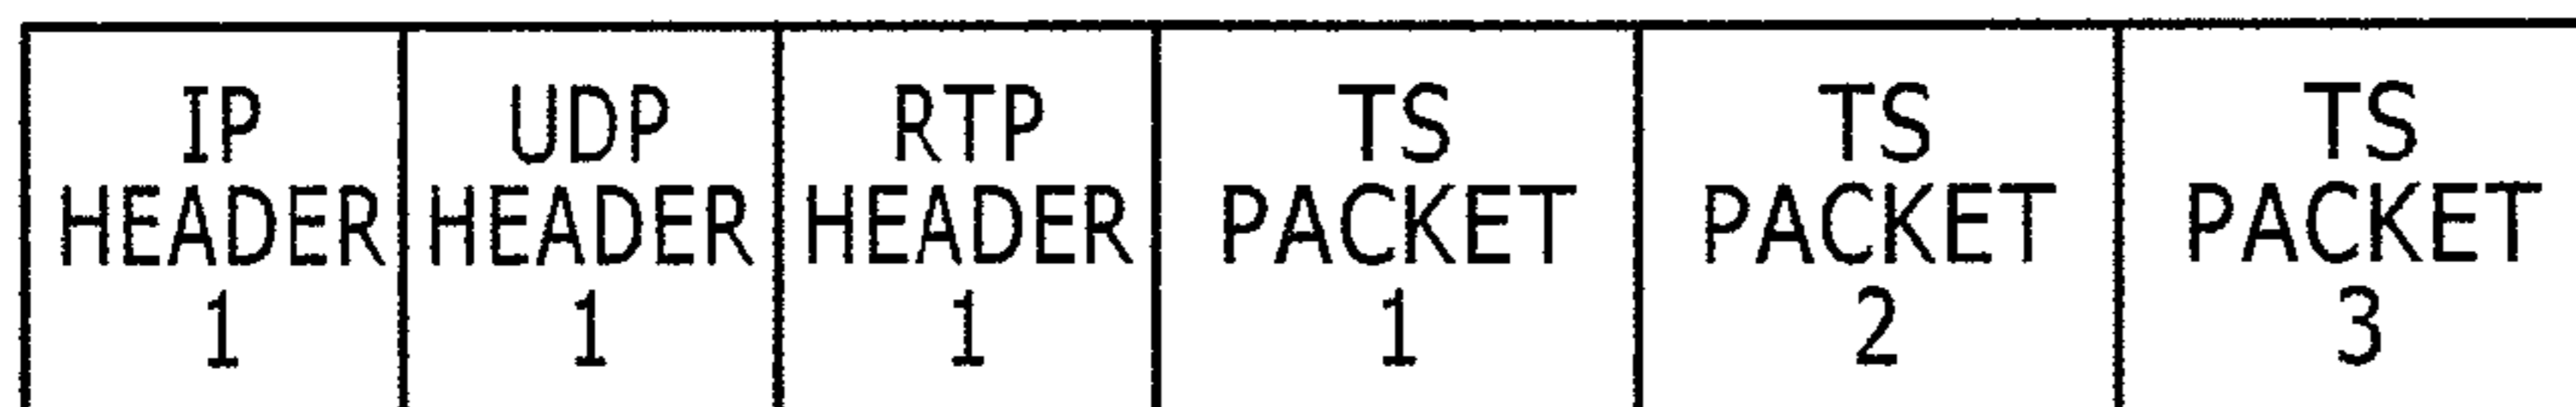 IP
HEADER
1
UDP
HEADER
1
RTP
HEADER
1
TS
PACKET
1
TS
PACKET
2
TS
PACKET
3